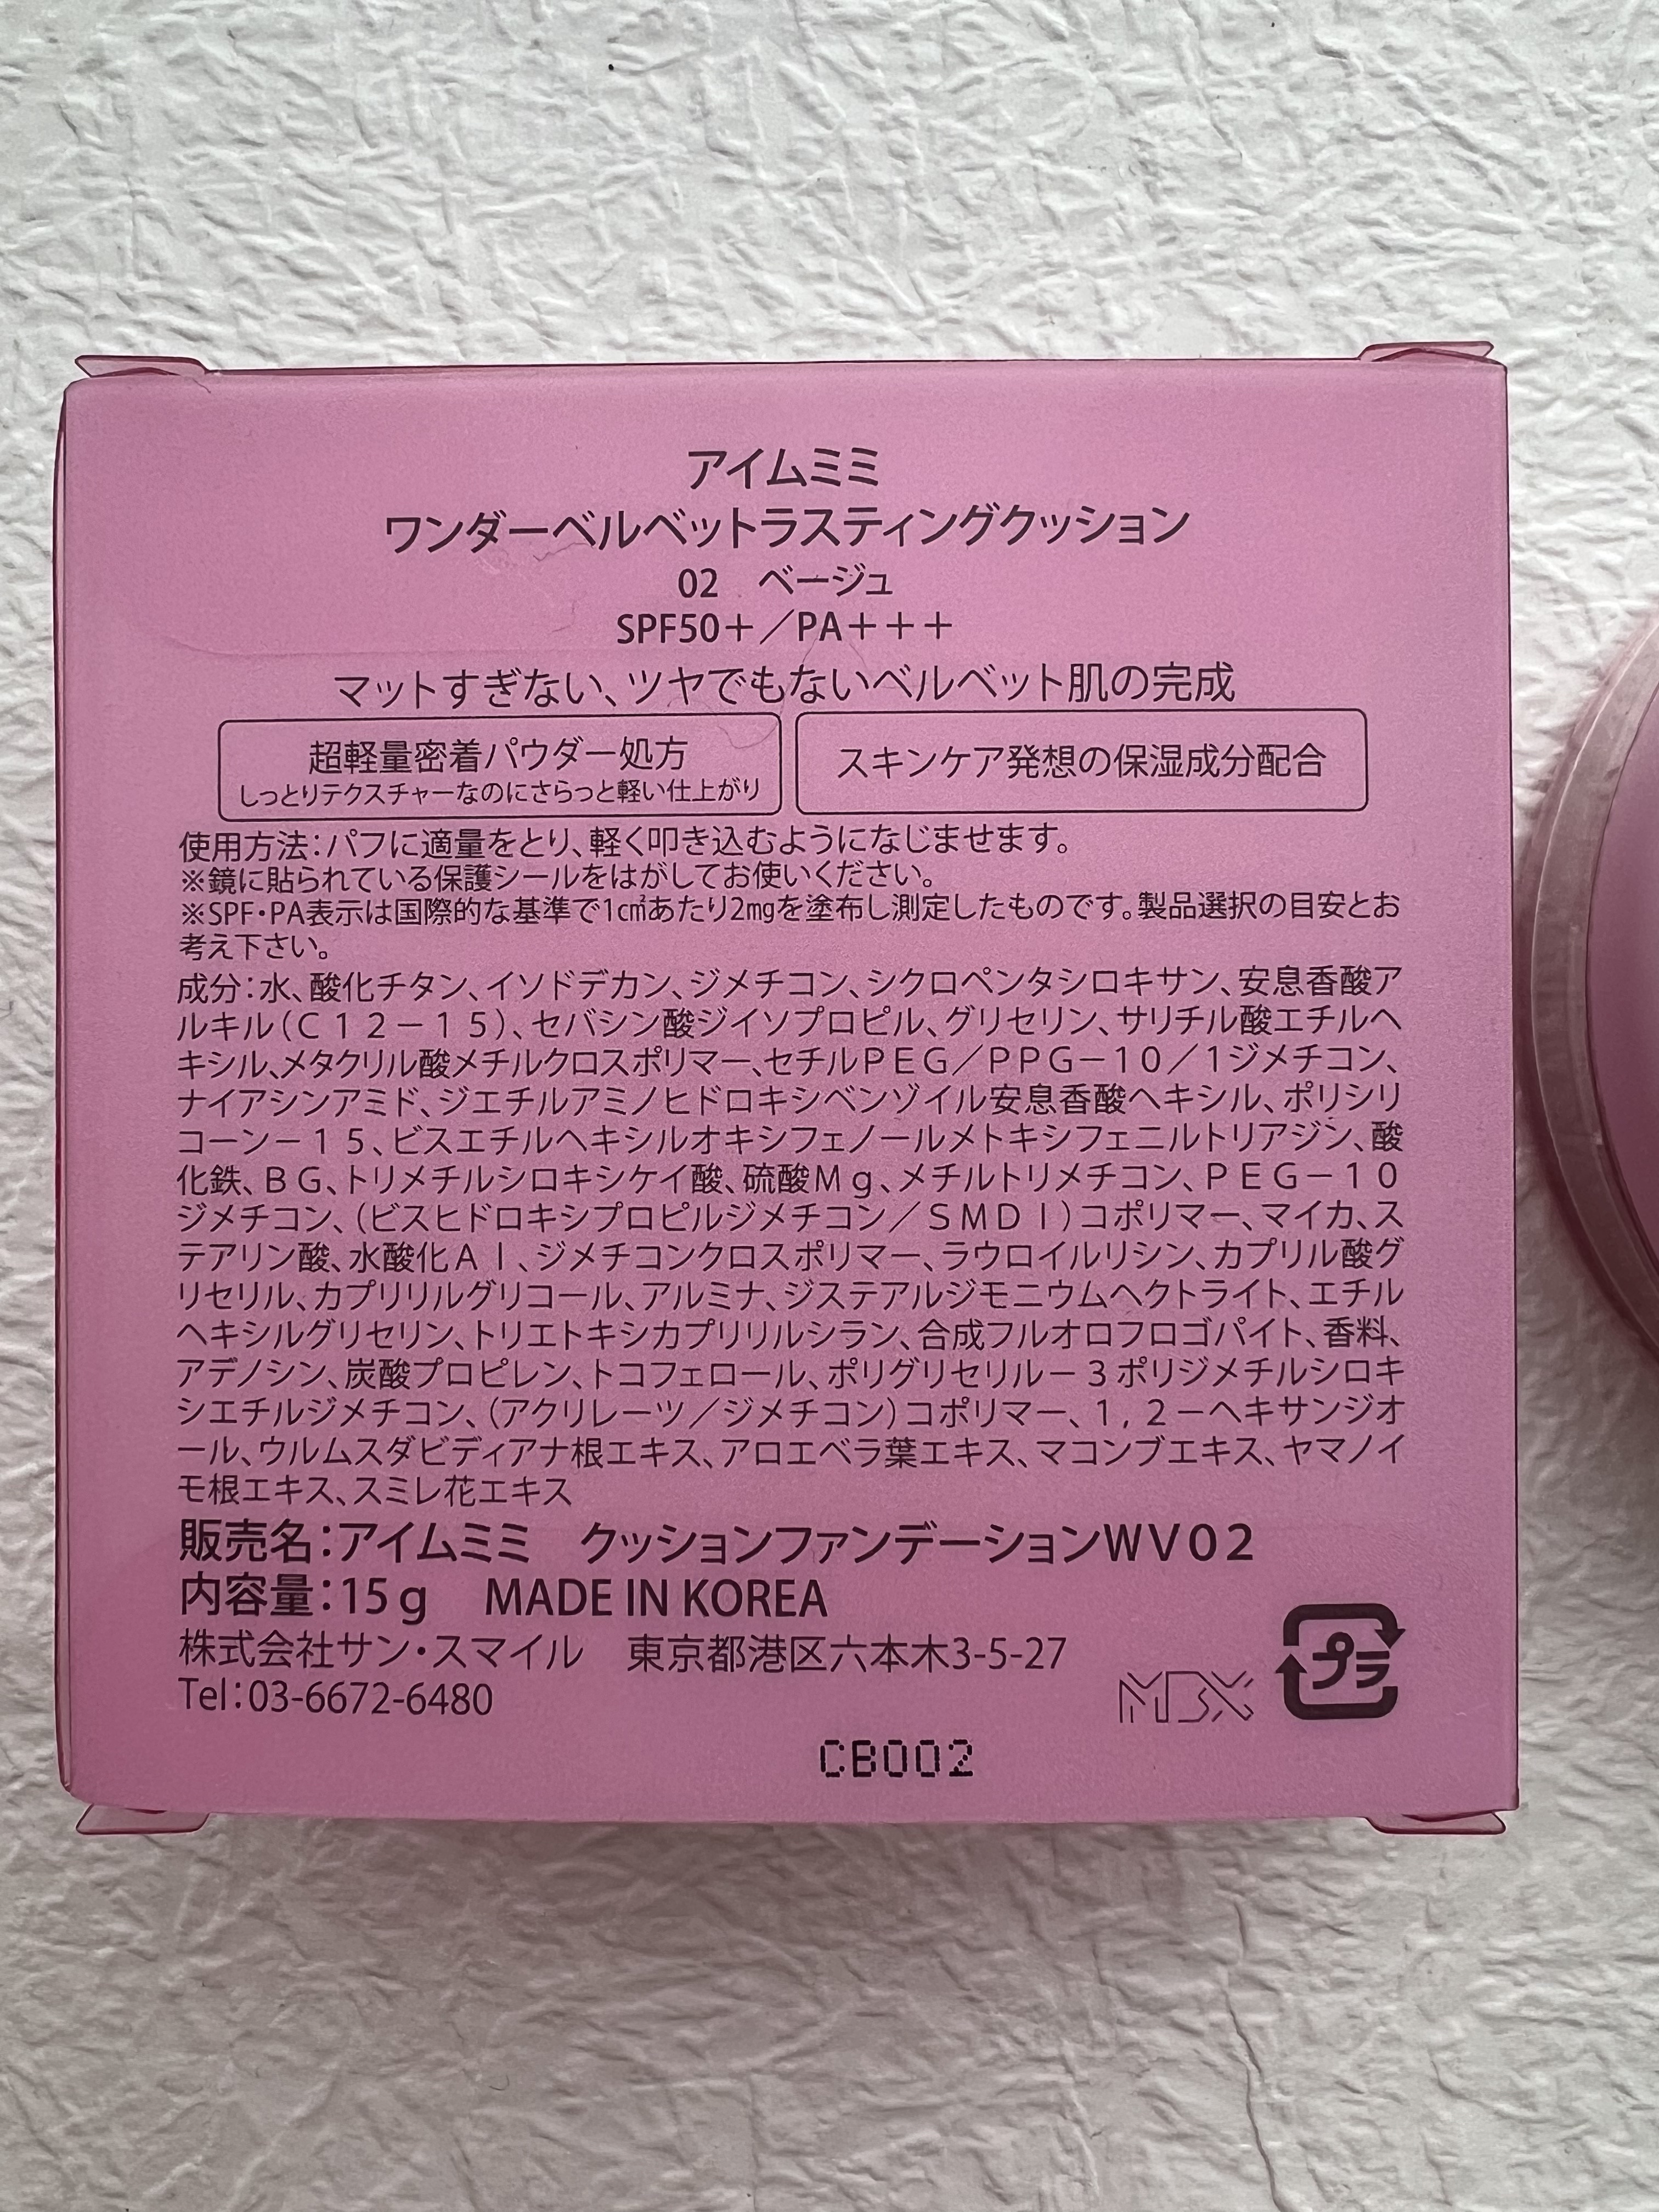 アイムミミ
ワンダーベルベットラスティングクッション
02　ベージュ
SPF50＋／PA＋＋＋
マットすぎない、ツヤでもないベルベット肌の完成
超軽量密着パウダー処方
しっとりテクスチャーなのにさらっと軽い仕上がり
スキンケア発想の保湿成分配合
使用方法：パフに適量をとり、軽く叩き込むようになじませます。
※鏡に貼られている保護シールをはがしてお使いください。
※SPF・PA表示は国際的な基準で1㎠あたり2㎎を塗布し測定したものです。製品選択の目安とお
考え下さい。
成分：水、酸化チタン、イソドデカン、ジメチコン、シクロペンタシロキサン、安息香酸ア
ルキル（Ｃ１２－１５）、セバシン酸ジイソプロピル、グリセリン、サリチル酸エチルヘ
キシル、メタクリル酸メチルクロスポリマー、セチルＰＥＧ／ＰＰＧ－１０／１ジメチコン、
ナイアシンアミド、ジエチルアミノヒドロキシベンゾイル安息香酸ヘキシル、ポリシリ
コーン－１５、ビスエチルヘキシルオキシフェノールメトキシフェニルトリアジン、酸
化鉄、ＢＧ、トリメチルシロキシケイ酸、硫酸Ｍｇ、メチルトリメチコン、ＰＥＧ－１０
ジメチコン、（ビスヒドロキシプロピルジメチコン／ＳＭＤＩ）コポリマー、マイカ、ス
テアリン酸、水酸化Ａｌ、ジメチコンクロスポリマー、ラウロイルリシン、カプリル酸グ
リセリル、カプリリルグリコール、アルミナ、ジステアルジモニウムヘクトライト、エチル
ヘキシルグリセリン、トリエトキシカプリリルシラン、合成フルオロフロゴパイト、香料、
アデノシン、炭酸プロピレン、トコフェロール、ポリグリセリル－３ポリジメチルシロキ
シエチルジメチコン、（アクリレーツ／ジメチコン）コポリマー、１，２－ヘキサンジオ
ール、ウルムスダビディアナ根エキス、アロエベラ葉エキス、マコンブエキス、ヤマノイ
モ根エキス、スミレ花エキス
販売名：アイムミミ　クッションファンデーションWV02
内容量：15g　MADE IN KOREA
株式会社サン・スマイル　東京都港区六本木3-5-27
Tel：03-6672-6480
MBX
プラ
CB002